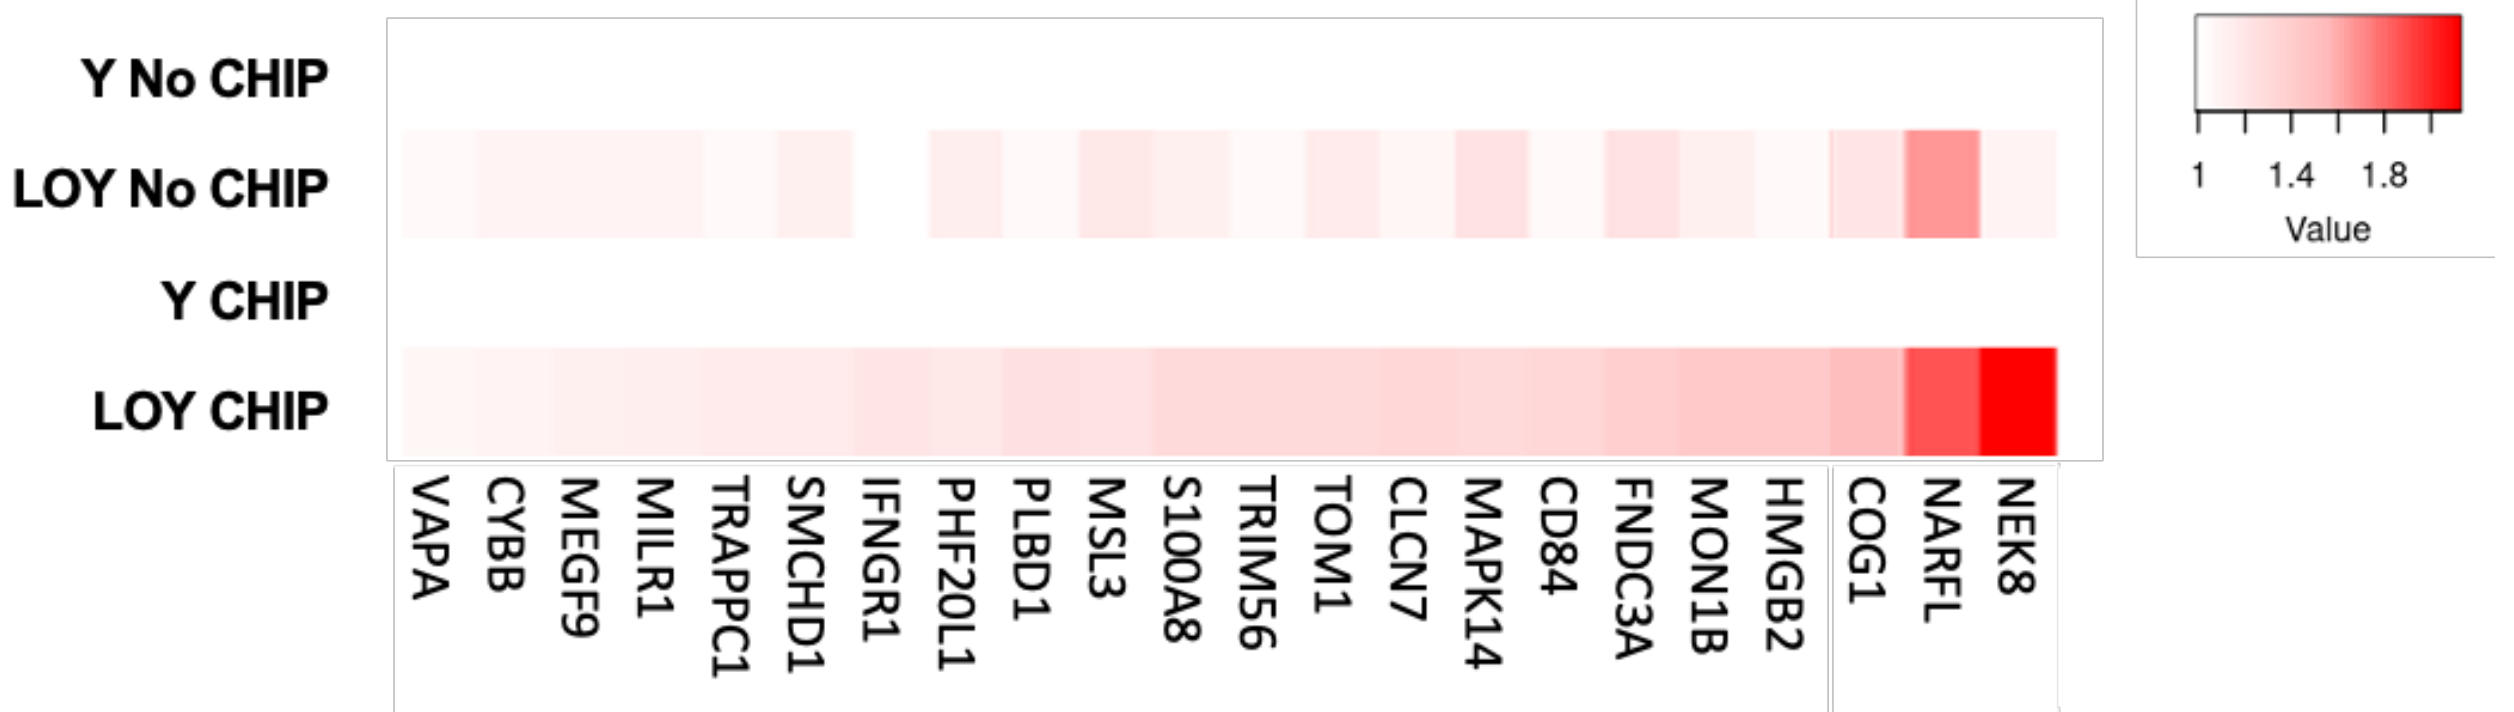 Y No CHIP
LOY No CHIP
Y CHIP
LOY CHIP
VAPA
CYBB
MEGF9
MILR1
TRAPPC1
SMCHD1
IFNGR1
PHF20L1
PLBD1
MSL3
S100A8
TRIM56
TOM1
CLCN7
MAPK14
CD84
FNDC3A
MON1B
HMGB2
COG1
NARFL
NEK8
1 1.4 1.8
Value